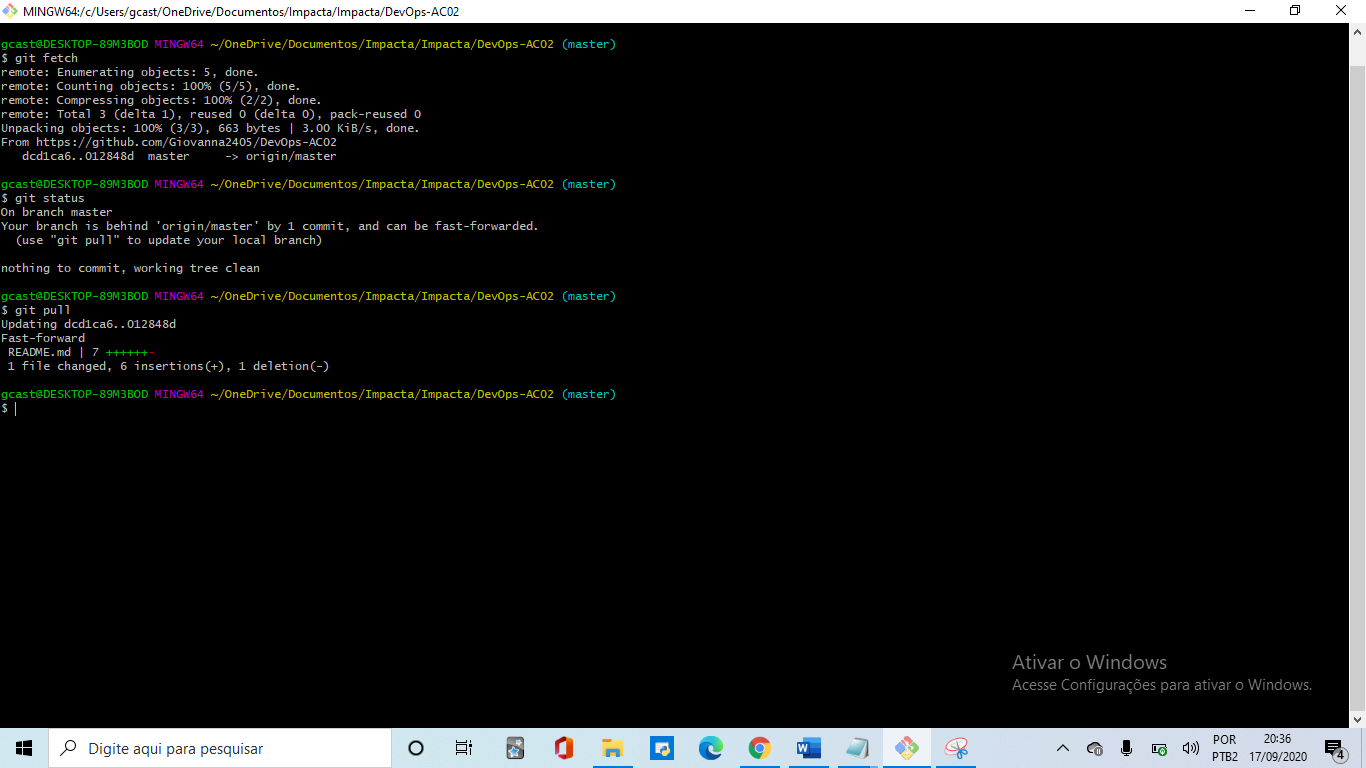 MINGW64:/c/Users/gcast/OneDrive/Documentos/Impacta/Impacta/DevOps-AC02
gcast@DESKTOP-89M3BOD MINGW64 ~/OneDrive/Documentos/Impacta/Impacta/DevOps-AC02 (master)
$ git fetch
remote: Enumerating objects: 5, done.
remote: Counting objects: 100% (5/5), done.
remote: Compressing objects: 100% (2/2), done.
remote: Total 3 (delta 1), reused 0 (delta 0), pack-reused 0
Unpacking objects: 100% (3/3), 663 bytes | 3.00 KiB/s, done.
From https://github.com/Giovanna2405/DevOps-AC02
   dcd1ca6..012848d  master     -> origin/master
gcast@DESKTOP-89M3BOD MINGW64 ~/OneDrive/Documentos/Impacta/Impacta/DevOps-AC02 (master)
$ git status
On branch master
Your branch is behind 'origin/master' by 1 commit, and can be fast-forwarded.
  (use "git pull" to update your local branch)
nothing to commit, working tree clean
gcast@DESKTOP-89M3BOD MINGW64 ~/OneDrive/Documentos/Impacta/Impacta/DevOps-AC02 (master)
$ git pull
Updating dcd1ca6..012848d
Fast-forward
 README.md | 7 ++++++-
 1 file changed, 6 insertions(+), 1 deletion(-)
gcast@DESKTOP-89M3BOD MINGW64 ~/OneDrive/Documentos/Impacta/Impacta/DevOps-AC02 (master)
$
Ativar o Windows
Acesse Configurações para ativar o Windows.
Digite aqui para pesquisar
POR
PTB2
20:36
17/09/2020
4